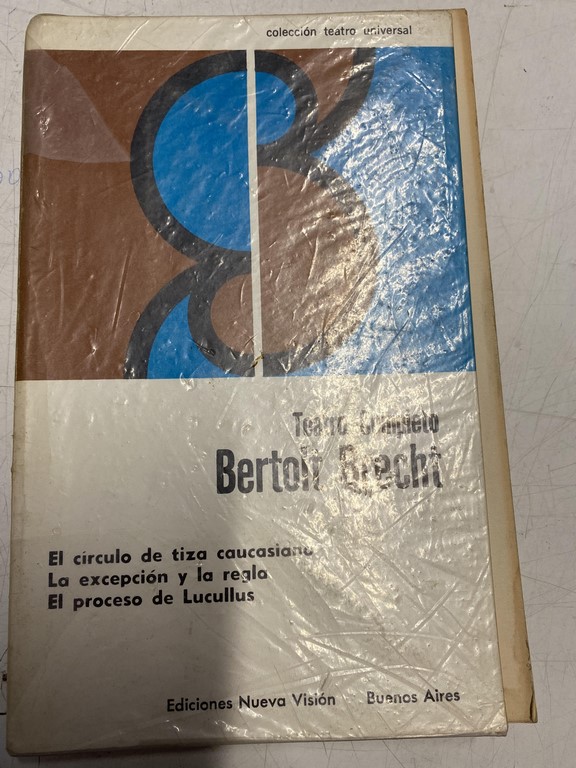 colección teatro universal
Teatro Completo
Bertolt Brecht
El círculo de tiza caucasiano
La excepción y la regla
El proceso de Lucullus
Ediciones Nueva Visión Buenos Aires